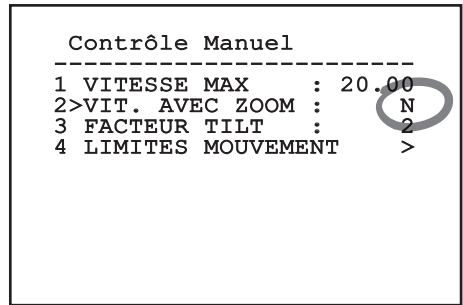 Contrôle Manuel
------------------------
1 VITESSE MAX : 20.00
2>VIT. AVEC ZOOM : N
3 FACTEUR TILT : 2
4 LIMITES MOUVEMENT >